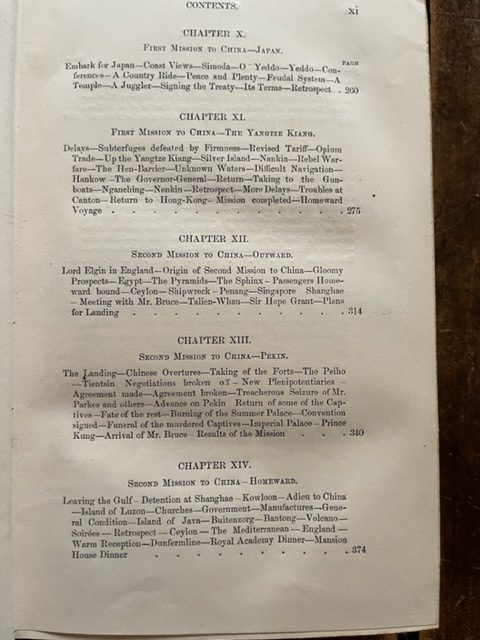 CONTENTS. xi
CHAPTER X.
First Mission to China—Japan.
PAGE
Embark for Japan—Coast Views—Simoda—O Yeddo—Yeddo—Con-
ferences—A Country Ride—Peace and Plenty—Feudal System—A
Temple—A Juggler—Signing the Treaty—Its Terms—Retrospect . 260
CHAPTER XI.
First Mission to China—The Yangtze Kiang.
Delays—Subterfuges defeated by Firmness—Revised Tariff—Opium
Trade—Up the Yangtze Kiang—Silver Island—Nankin—Rebel War-
fare—The Hen-Barrier—Unknown Waters—Difficult Navigation—
Hankow—The Governor-General—Return—Taking to the Gun-
boats—Nganching—Nankin—Retrospect—More Delays—Troubles at
Canton—Return to Hong-Kong—Mission completed—Homeward
Voyage . . . . . . . . . . . 275
CHAPTER XII.
Second Mission to China—Outward.
Lord Elgin in England—Origin of Second Mission to China—Gloomy
Prospects—Egypt—The Pyramids—The Sphinx—Passengers Home-
ward bound—Ceylon—Shipwreck—Penang—Singapore Shanghae
—Meeting with Mr. Bruce—Talien-Whan—Sir Hope Grant—Plans
for Landing . . . . . . . . . . 314
CHAPTER XIII.
Second Mission to China—Pekin.
The Landing—Chinese Overtures—Taking of the Forts—The Peiho
—Tientsin Negotiations broken off—New Plenipotentiaries—
Agreement made—Agreement broken—Treacherous Seizure of Mr.
Parkes and others—Advance on Pekin Return of some of the Cap-
tives—Fate of the rest—Burning of the Summer Palace—Convention
signed—Funeral of the murdered Captives—Imperial Palace—Prince
Kung—Arrival of Mr. Bruce—Results of the Mission . . . 340
CHAPTER XIV.
Second Mission to China—Homeward.
Leaving the Gulf—Detention at Shanghae—Kowloon—Adieu to China
—Island of Luzon—Churches—Government—Manufactures—Gene-
ral Condition—Island of Java—Buitenzorg—Bantong—Volcano—
Soirées—Retrospect—Ceylon—The Mediterranean—England—
Warm Reception—Dunfermline—Royal Academy Dinner—Mansion
House Dinner . . . . . . . . . 374